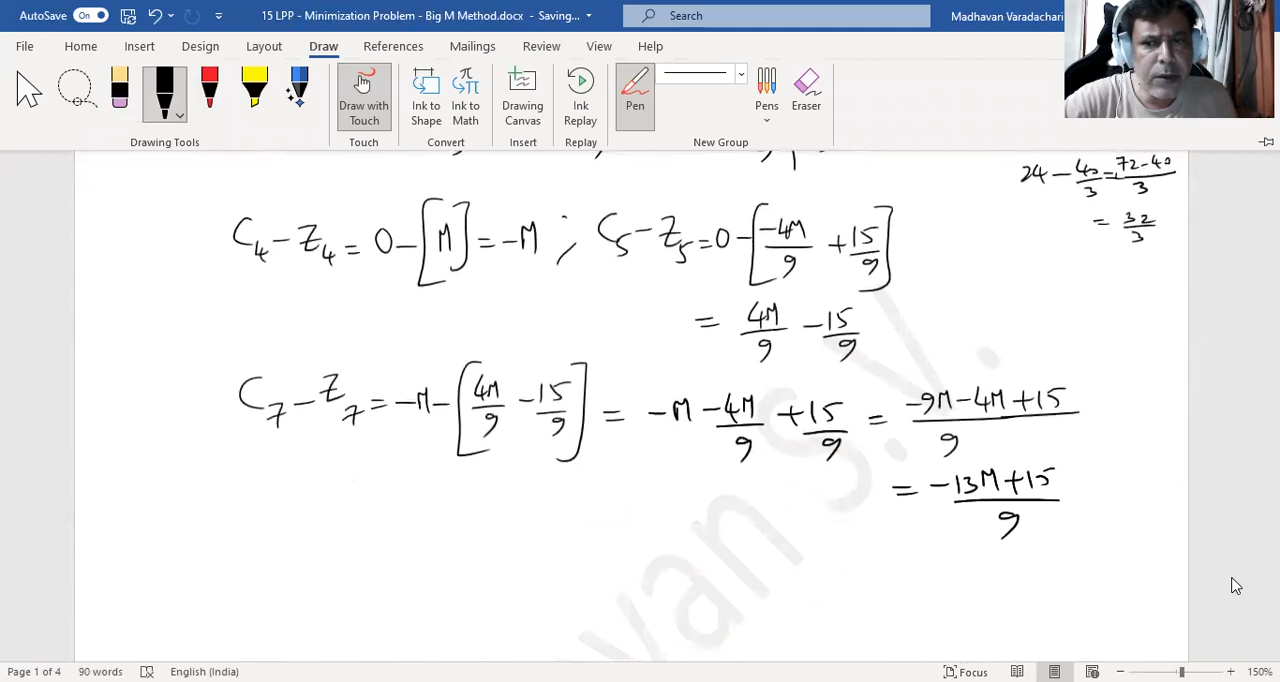 AutoSave On 15 LPP - Minimization Problem - Big M Method.docx - Saving... Search Madhavan Varadachari
File Home Insert Design Layout Draw References Mailings Review View Help
Draw with Touch Ink to Shape Ink to Math Drawing Canvas Ink Replay Pen Pens Eraser
Drawing Tools Touch Convert Insert Replay New Group
24 - 40/3 = 72-40/3
= 32/3
C4 - Z4 = 0 - [M] = -M ; C5 - Z5 = 0 - [-4M/9 + 15/9]
= 4M/9 - 15/9
C7 - Z7 = -M - [4M/9 - 15/9] = -M - 4M/9 + 15/9 = -9M-4M+15/9
= -13M+15/9
van S.V.
Page 1 of 4 90 words English (India) Focus 150%